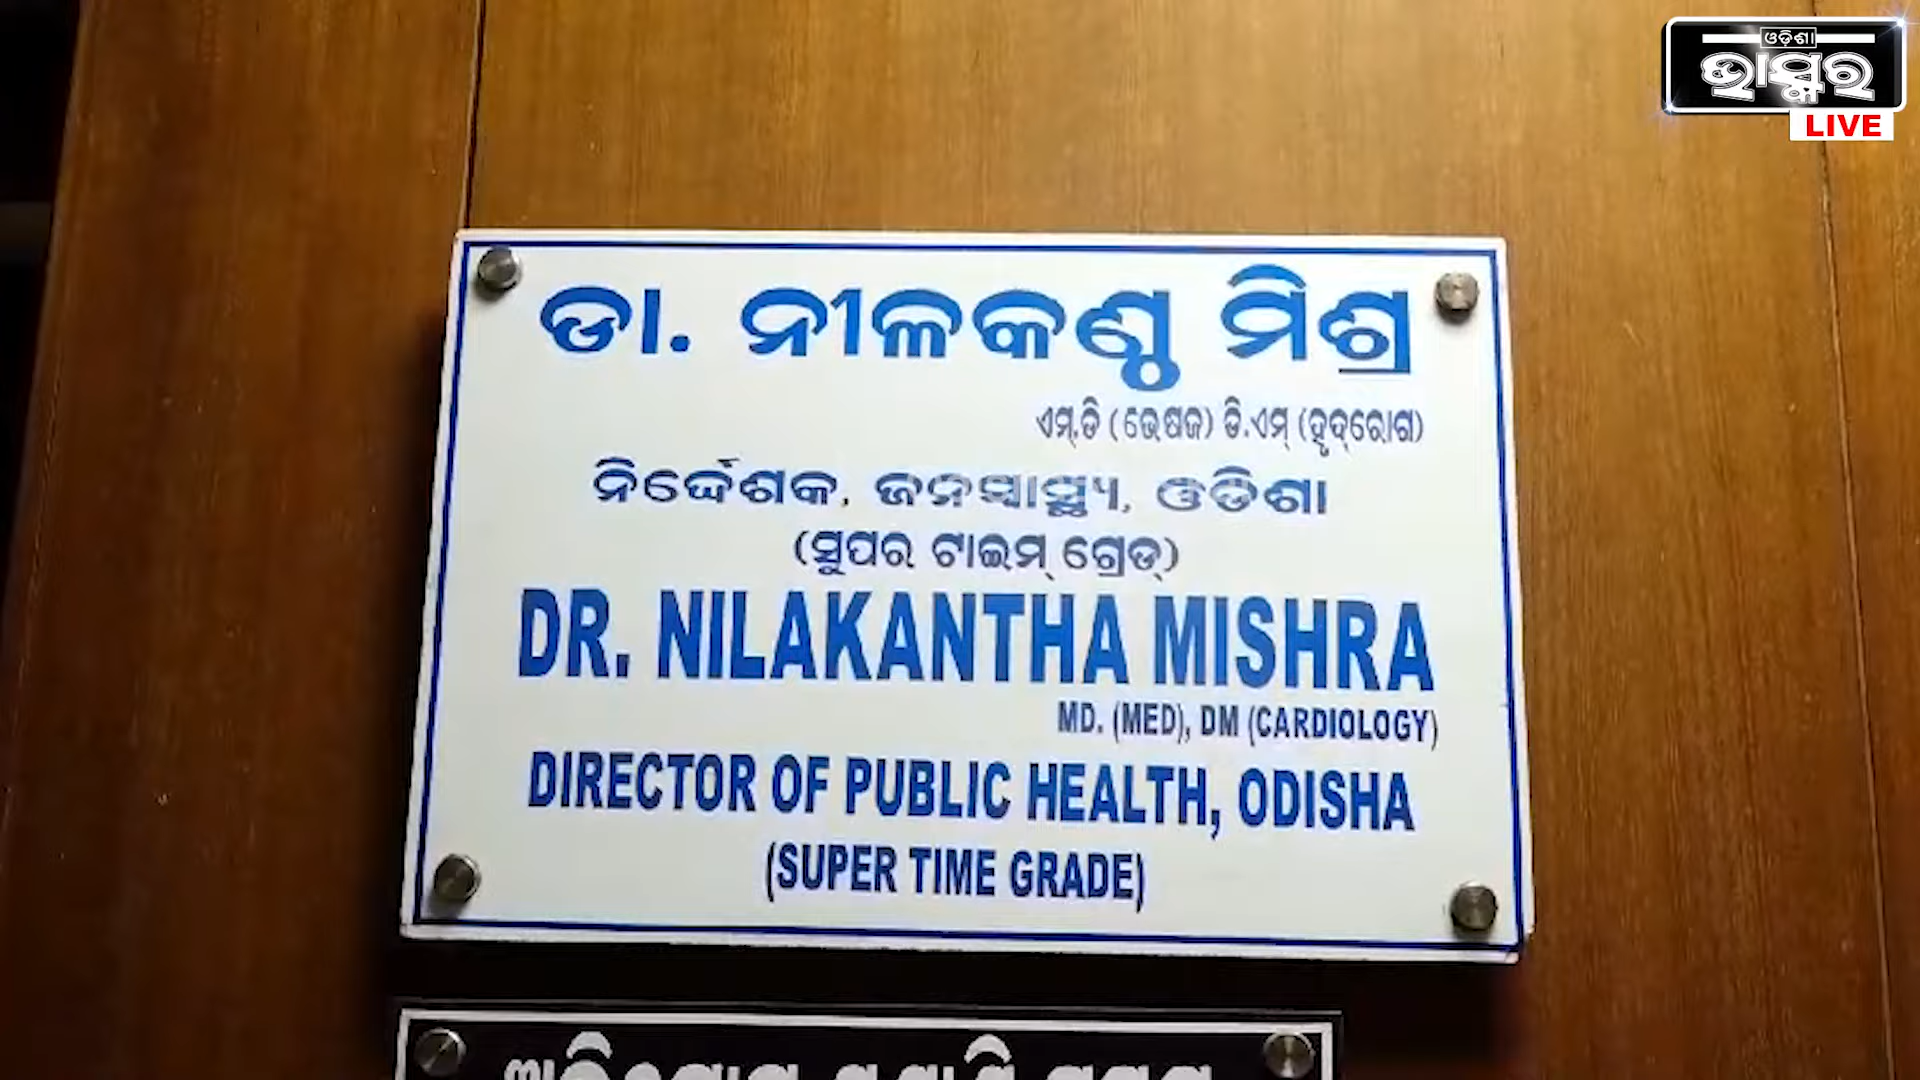 ଓଡ଼ିଶା
ଭାସ୍କର
LIVE
ଡା. ନୀଳକଣ୍ଠ ମିଶ୍ର
ଏମ୍.ଡି (ଭେଷଜ) ଡି.ଏମ୍ (ହୃଦ୍‌ରୋଗ)
ନିର୍ଦ୍ଦେଶକ, ଜନସ୍ୱାସ୍ଥ୍ୟ, ଓଡିଶା
(ସୁପର ଟାଇମ୍ ଗ୍ରେଡ୍)
DR. NILAKANTHA MISHRA
MD. (MED), DM (CARDIOLOGY)
DIRECTOR OF PUBLIC HEALTH, ODISHA
(SUPER TIME GRADE)